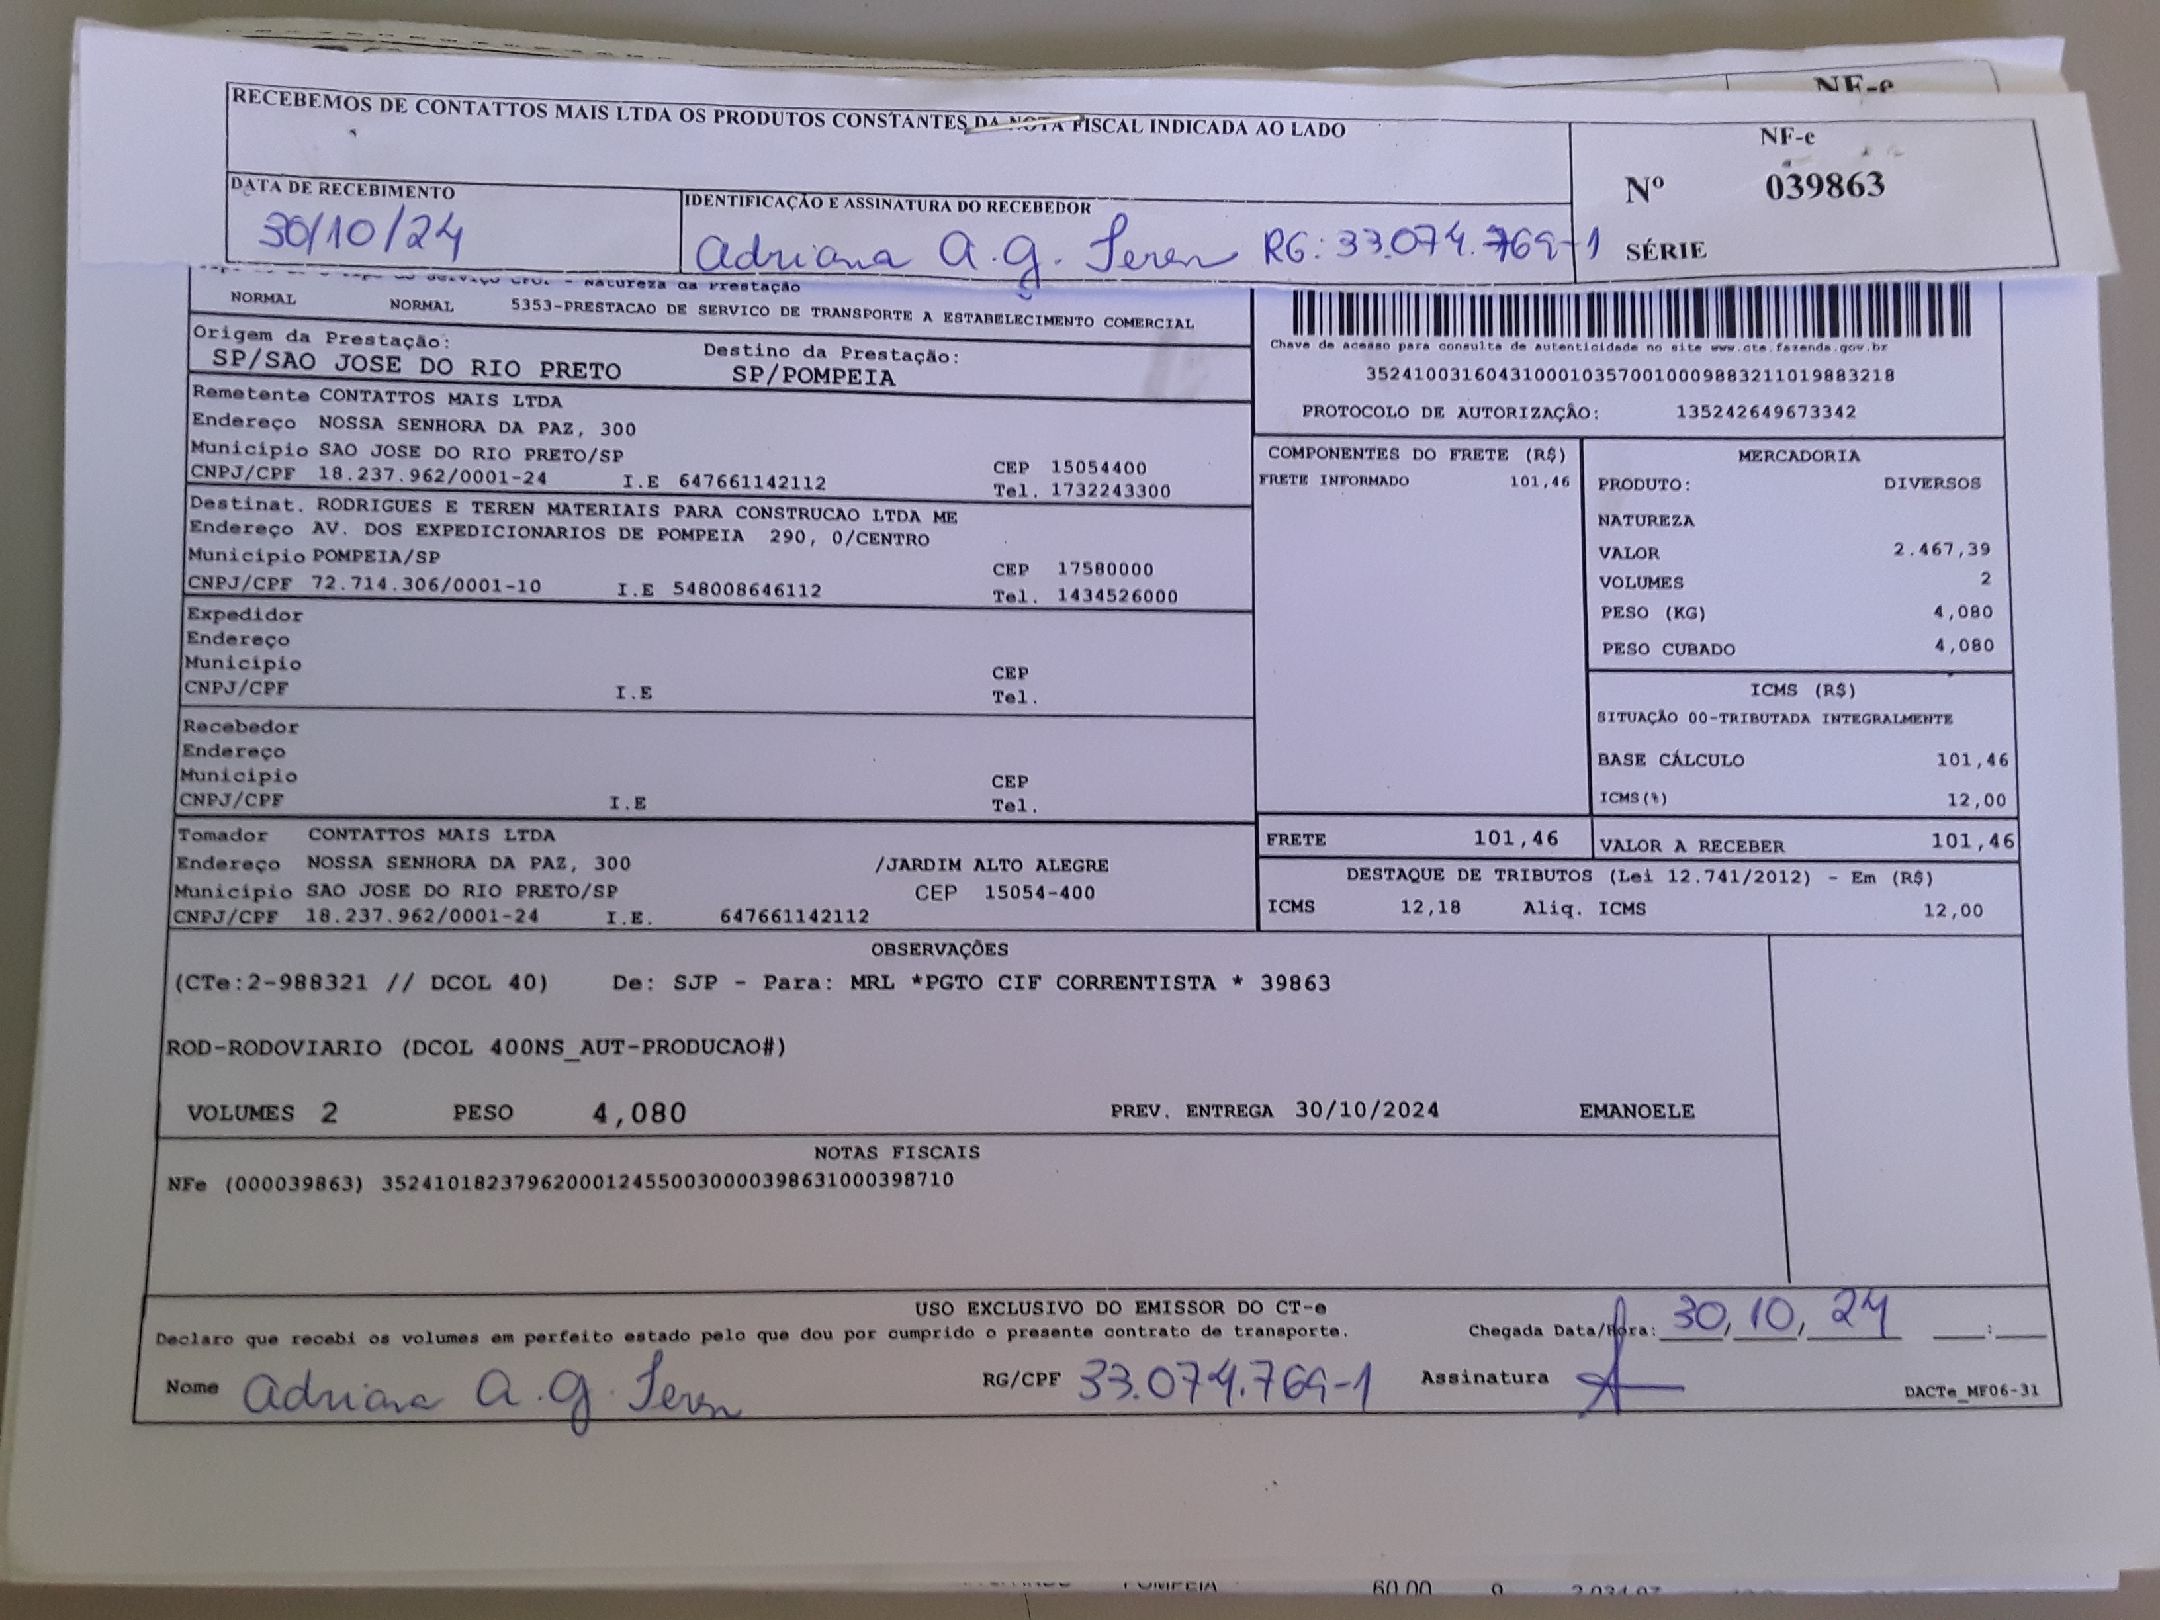 NF-e
RECEBEMOS DE CONTATTOS MAIS LTDA OS PRODUTOS CONSTANTES DA NOTA FISCAL INDICADA AO LADO
NF-e
Nº 039863
SÉRIE
DATA DE RECEBIMENTO
30/10/24
IDENTIFICAÇÃO E ASSINATURA DO RECEBEDOR
Adriana A. G. Teren RG: 33.074.769-1
Natureza da Prestação
NORMAL NORMAL 5353-PRESTACAO DE SERVICO DE TRANSPORTE A ESTABELECIMENTO COMERCIAL
Origem da Prestação: Destino da Prestação:
SP/SAO JOSE DO RIO PRETO SP/POMPEIA
Chave de acesso para consulta de autenticidade no site www.cte.fazenda.gov.br
35241003160431000103570010009883211019883218
PROTOCOLO DE AUTORIZAÇÃO: 135242649673342
Remetente CONTATTOS MAIS LTDA
Endereço NOSSA SENHORA DA PAZ, 300
Município SAO JOSE DO RIO PRETO/SP CEP 15054400
CNPJ/CPF 18.237.962/0001-24 I.E 647661142112 Tel. 1732243300
Destinat. RODRIGUES E TEREN MATERIAIS PARA CONSTRUCAO LTDA ME
Endereço AV. DOS EXPEDICIONARIOS DE POMPEIA 290, 0/CENTRO
Município POMPEIA/SP CEP 17580000
CNPJ/CPF 72.714.306/0001-10 I.E 548008646112 Tel. 1434526000
Expedidor
Endereço
Município CEP
CNPJ/CPF I.E Tel.
Recebedor
Endereço
Município CEP
CNPJ/CPF I.E Tel.
Tomador CONTATTOS MAIS LTDA
Endereço NOSSA SENHORA DA PAZ, 300 /JARDIM ALTO ALEGRE
Município SAO JOSE DO RIO PRETO/SP CEP 15054-400
CNPJ/CPF 18.237.962/0001-24 I.E. 647661142112
COMPONENTES DO FRETE (R$)
FRETE INFORMADO 101,46
MERCADORIA
PRODUTO: DIVERSOS
NATUREZA
VALOR 2.467,39
VOLUMES 2
PESO (KG) 4,080
PESO CUBADO 4,080
ICMS (R$)
SITUAÇÃO 00-TRIBUTADA INTEGRALMENTE
BASE CÁLCULO 101,46
ICMS(%) 12,00
FRETE 101,46 VALOR A RECEBER 101,46
DESTAQUE DE TRIBUTOS (Lei 12.741/2012) - Em (R$)
ICMS 12,18 Aliq. ICMS 12,00
OBSERVAÇÕES
(CTe:2-988321 // DCOL 40) De: SJP - Para: MRL *PGTO CIF CORRENTISTA * 39863
ROD-RODOVIARIO (DCOL 400NS_AUT-PRODUCAO#)
VOLUMES 2 PESO 4,080 PREV. ENTREGA 30/10/2024 EMANOELE
NOTAS FISCAIS
NFe (000039863) 35241018237962000124550030000398631000398710
USO EXCLUSIVO DO EMISSOR DO CT-e
Declaro que recebi os volumes em perfeito estado pelo que dou por cumprido o presente contrato de transporte. Chegada Data/Hora: 30/10/24 __:__
Nome Adriana A. G. Teren RG/CPF 33.074.769-1 Assinatura
DACTe_MF06-31
POMPEIA 60,00 0